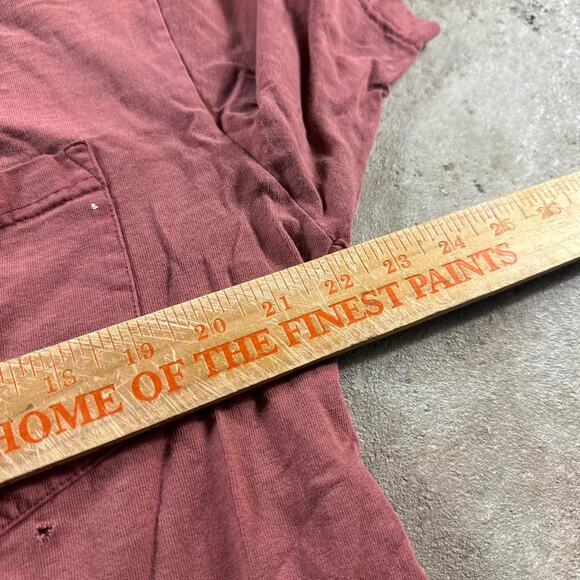 18 19 20 21 22 23 24 25 26
HOME OF THE FINEST PAINTS